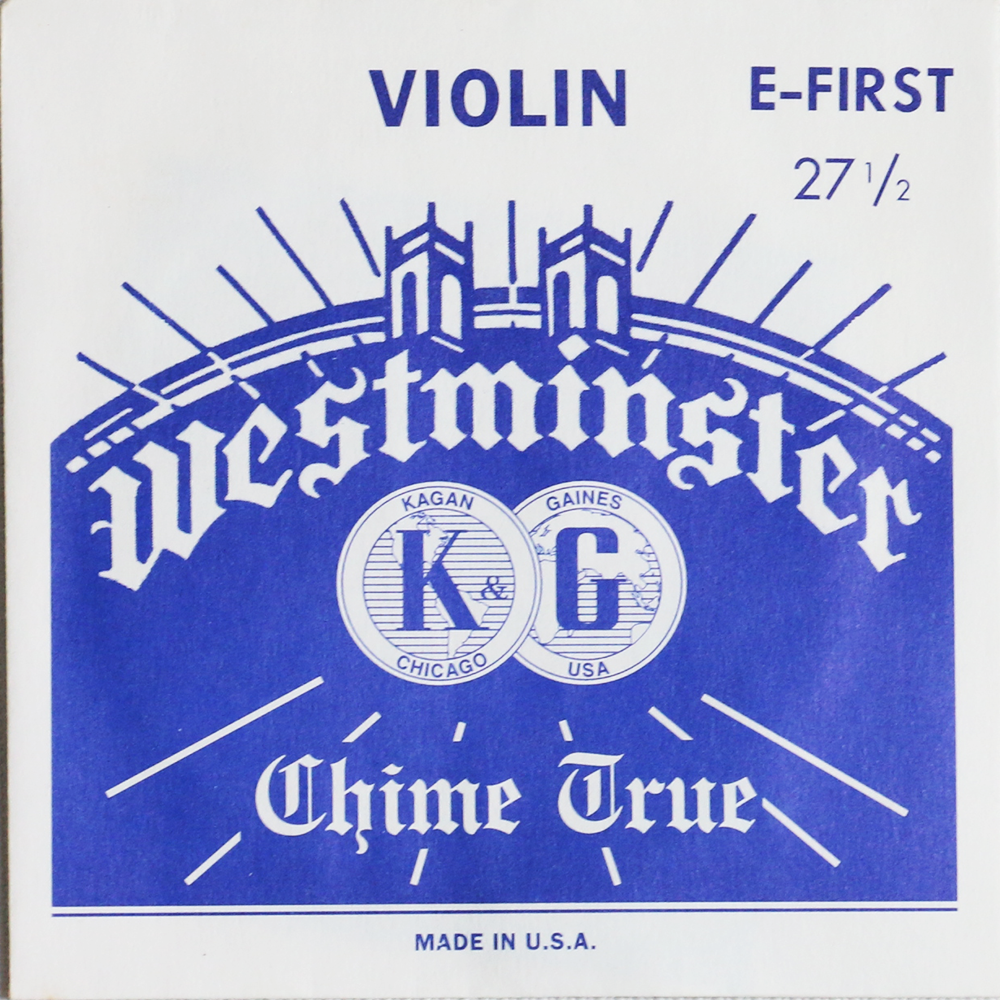 VIOLIN
E–FIRST
27 1/2
Westminster
KAGAN
GAINES
K & G
CHICAGO
USA
Chime True
MADE IN U.S.A.